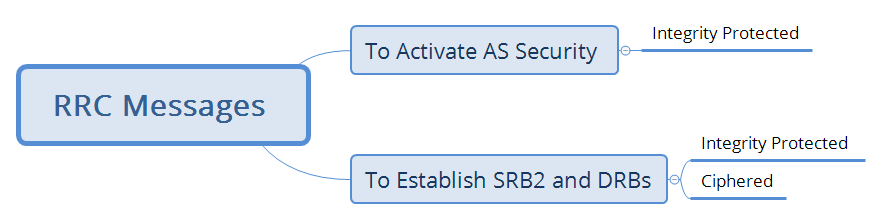 RRC Messages
To Activate AS Security
Integrity Protected
To Establish SRB2 and DRBs
Integrity Protected
Ciphered